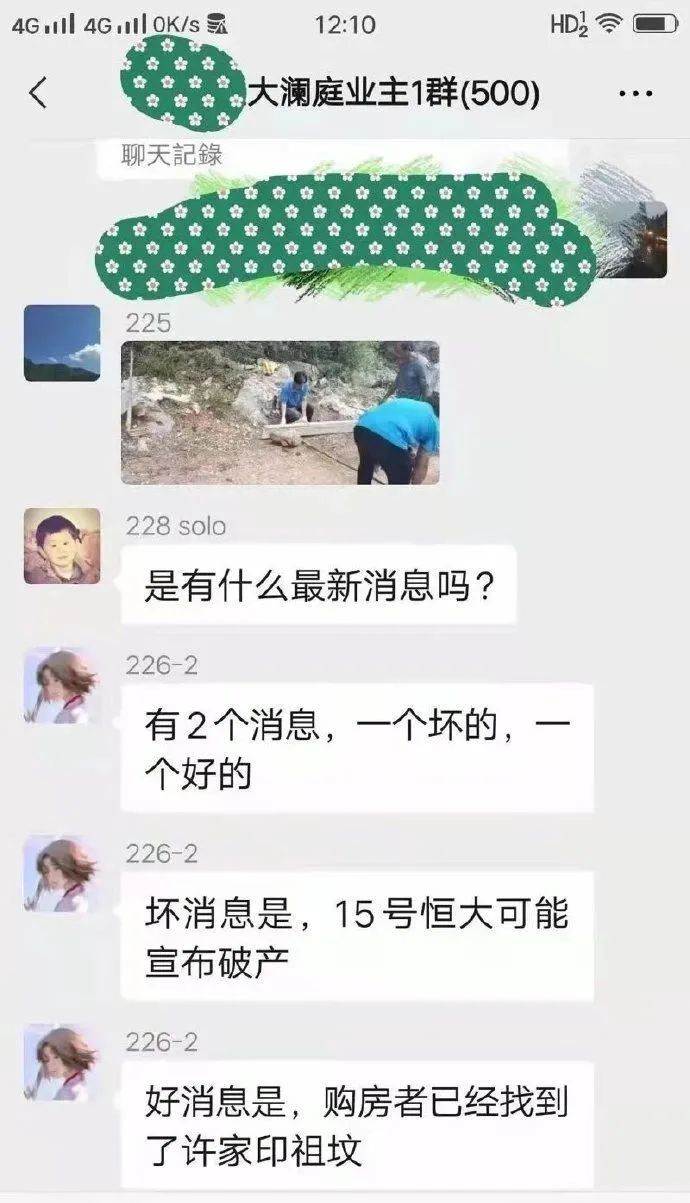 4G 4G 0K/s 12:10 HD 1 2
大澜庭业主1群(500)
聊天記錄
225
228 solo
是有什么最新消息吗？
226-2
有2个消息，一个坏的，一
个好的
226-2
坏消息是，15号恒大可能
宣布破产
226-2
好消息是，购房者已经找到
了许家印祖坟